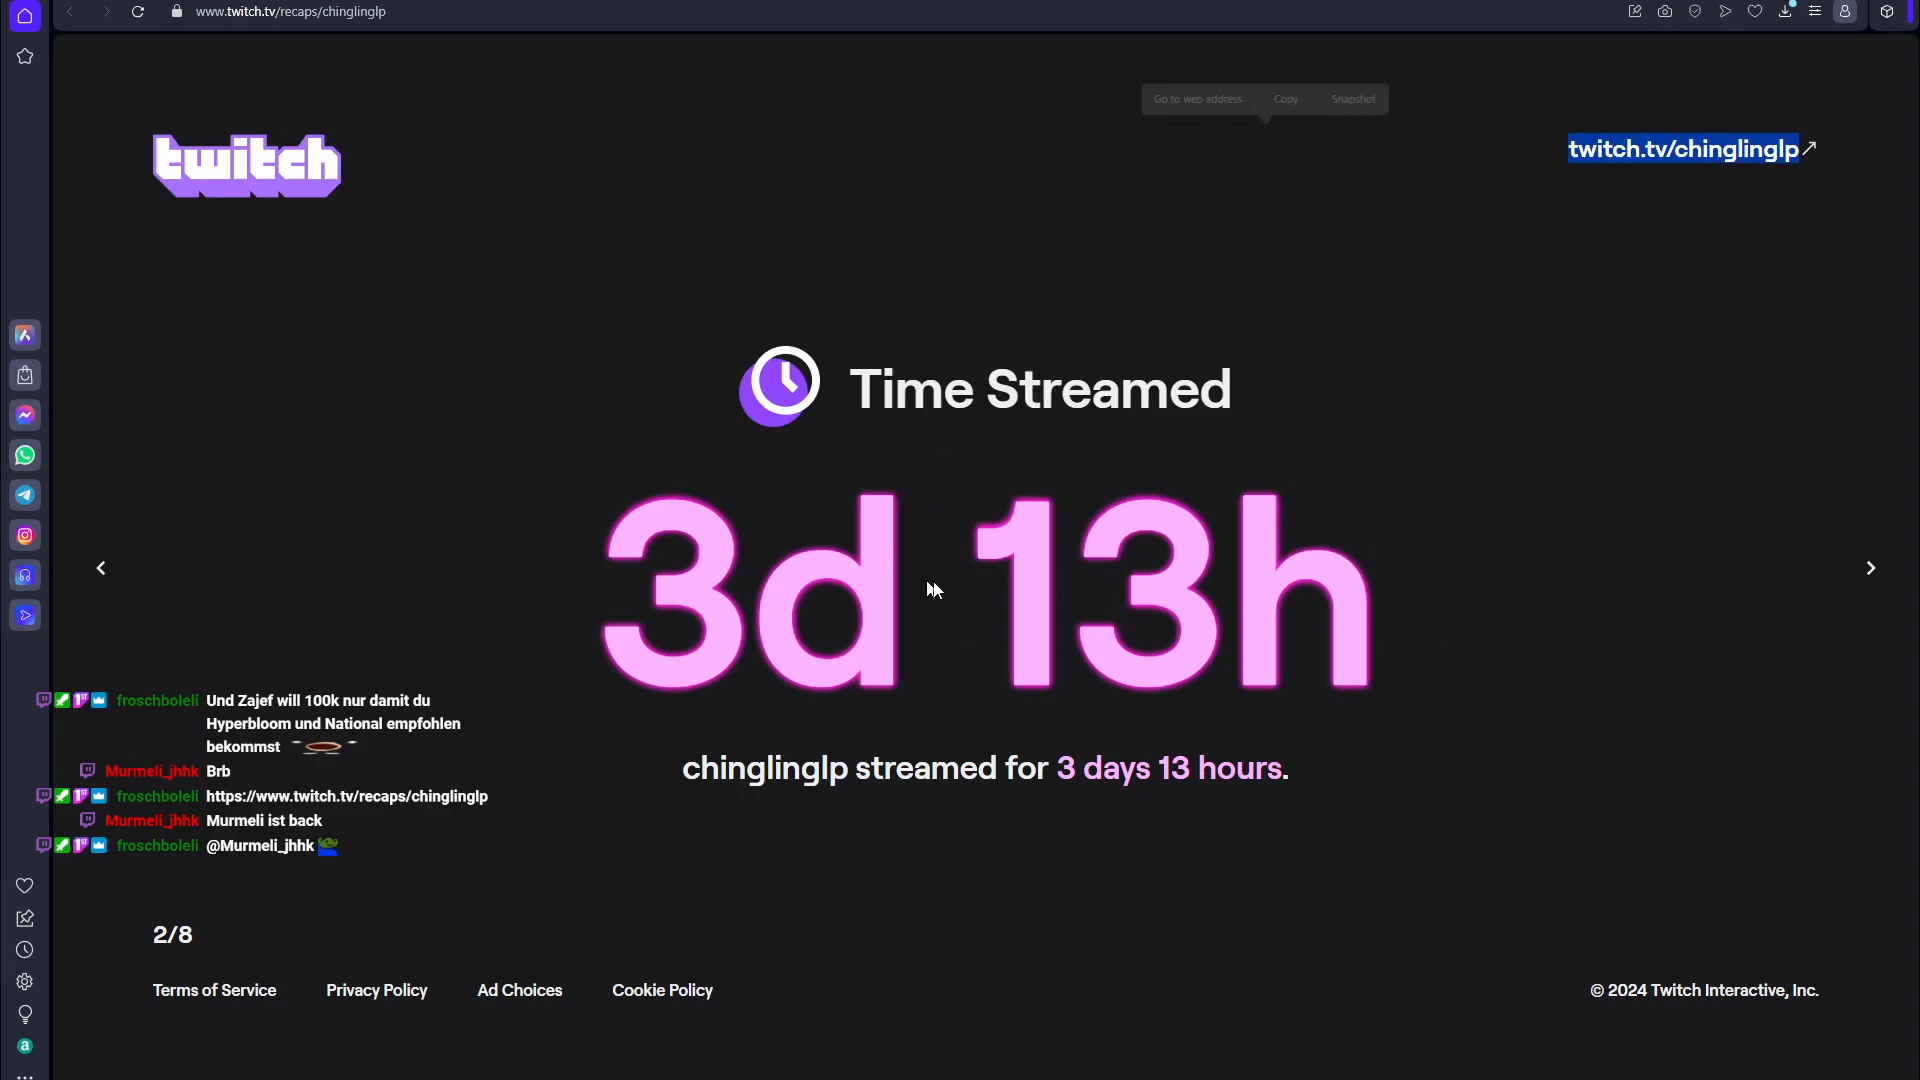 www.twitch.tv/recaps/chinglinglp
Go to web address Copy Snapshot
twitch
twitch.tv/chinglinglp
Time Streamed
3d 13h
froschboleli Und Zajef will 100k nur damit du
Hyperbloom und National empfohlen
bekommst
chinglinglp streamed for 3 days 13 hours.
Murmeli_jhhk Brb
froschboleli https://www.twitch.tv/recaps/chinglinglp
Murmeli_jhhk Murmeli ist back
froschboleli @Murmeli_jhhk
2/8
Terms of Service Privacy Policy Ad Choices Cookie Policy
© 2024 Twitch Interactive, Inc.